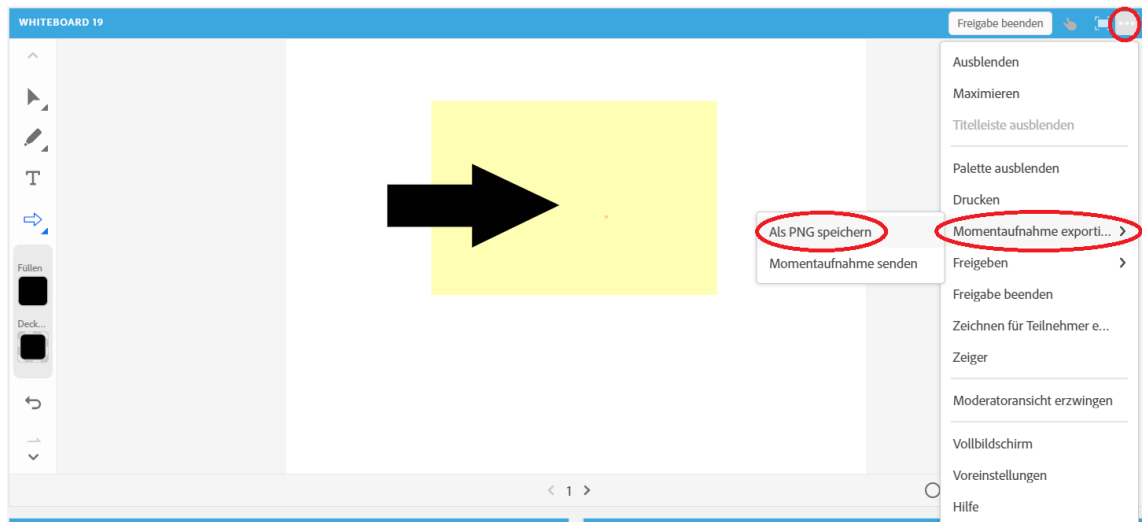 WHITEBOARD 19
Freigabe beenden
Ausblenden
Maximieren
Titelleiste ausblenden
Palette ausblenden
Drucken
Momentaufnahme exporti...
Als PNG speichern
Momentaufnahme senden
Freigeben
Freigabe beenden
Zeichnen für Teilnehmer e...
Zeiger
Moderatoransicht erzwingen
Vollbildschirm
Voreinstellungen
Hilfe
T
Füllen
Deck...
1